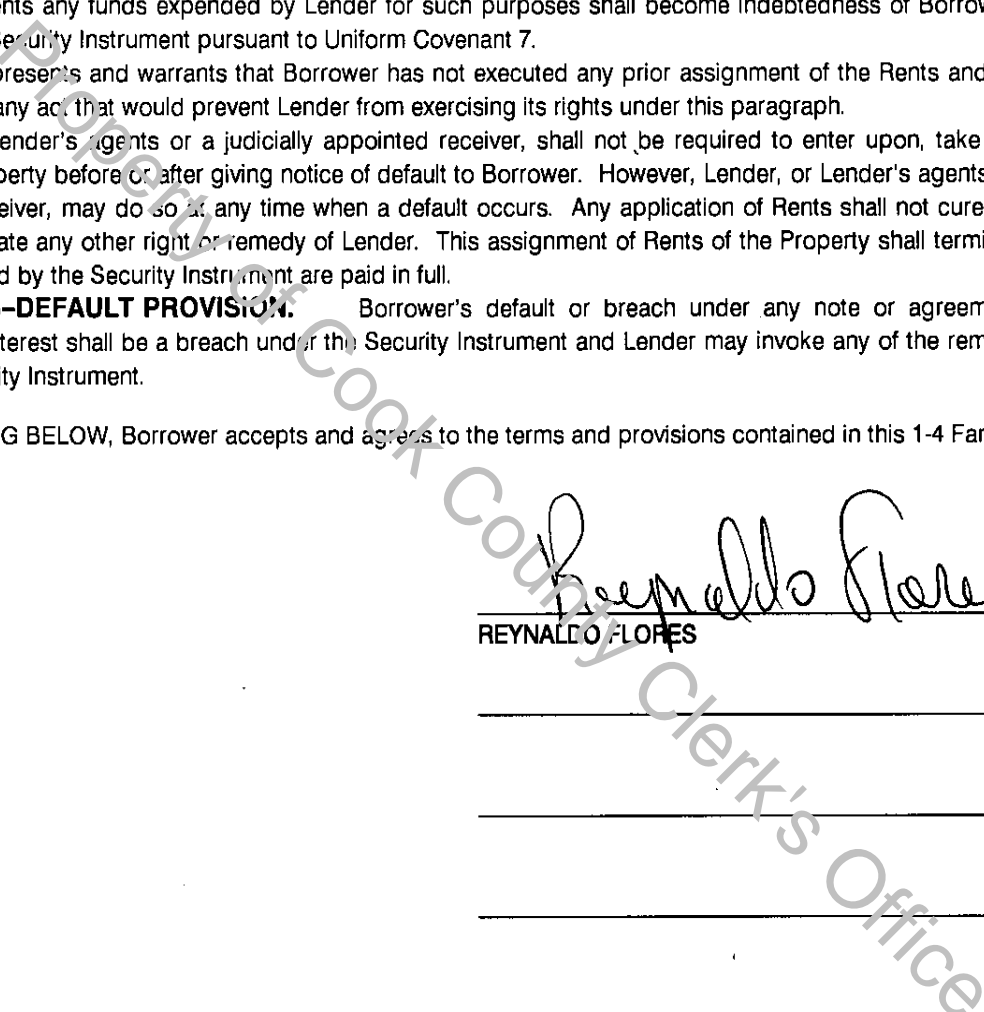 nts any funds expended by Lender for such purposes shall become indebtedness of Borrow
ecurity Instrument pursuant to Uniform Covenant 7.
presents and warrants that Borrower has not executed any prior assignment of the Rents and
any act that would prevent Lender from exercising its rights under this paragraph.
ender's agents or a judicially appointed receiver, shall not be required to enter upon, take
perty before or after giving notice of default to Borrower. However, Lender, or Lender's agents
eiver, may do so at any time when a default occurs. Any application of Rents shall not cure
ate any other right or remedy of Lender. This assignment of Rents of the Property shall termi
d by the Security Instrument are paid in full.
–DEFAULT PROVISION. Borrower's default or breach under any note or agreem
terest shall be a breach under the Security Instrument and Lender may invoke any of the rem
ity Instrument.
G BELOW, Borrower accepts and agrees to the terms and provisions contained in this 1-4 Fam
Reynaldo Flore
REYNALDO FLORES
Property of Cook County Clerk's Office